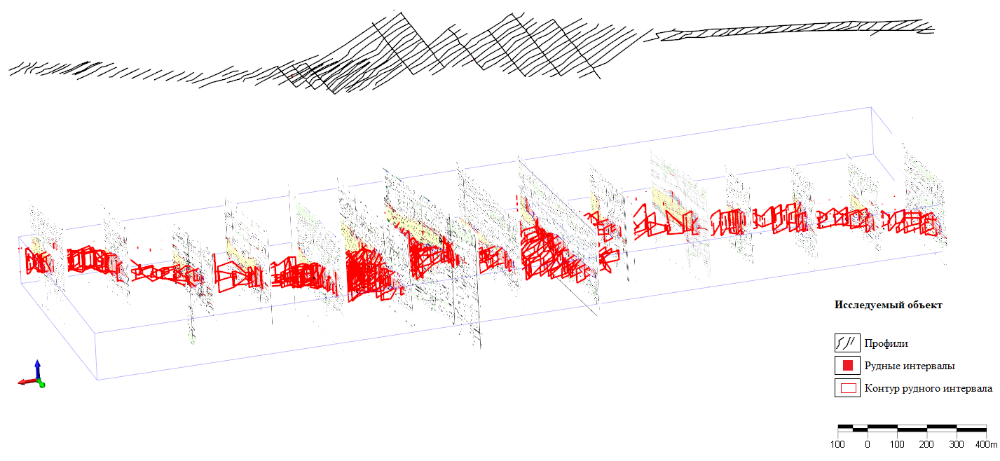 Исследуемый объект
Профили
Рудные интервалы
Контур рудного интервала
100 0 100 200 300 400m